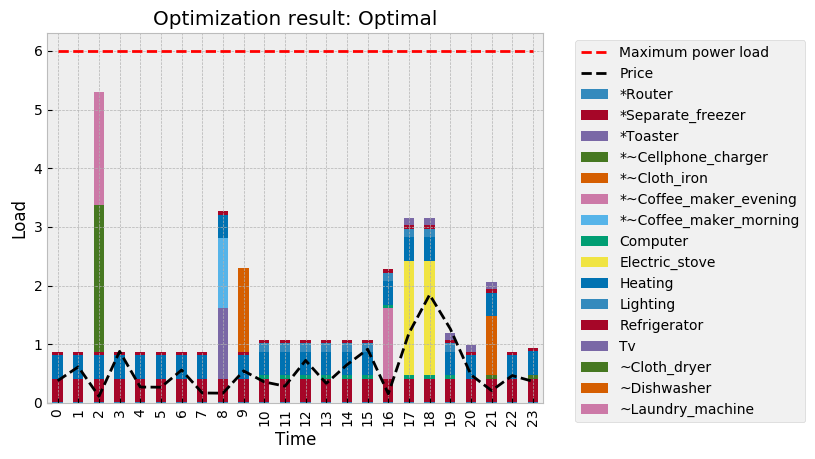 Optimization result: Optimal
Load
6
5
4
3
2
1
0
0 1 2 3 4 5 6 7 8 9 10 11 12 13 14 15 16 17 18 19 20 21 22 23
Time
Maximum power load
Price
*Router
*Separate_freezer
*Toaster
*~Cellphone_charger
*~Cloth_iron
*~Coffee_maker_evening
*~Coffee_maker_morning
Computer
Electric_stove
Heating
Lighting
Refrigerator
Tv
~Cloth_dryer
~Dishwasher
~Laundry_machine